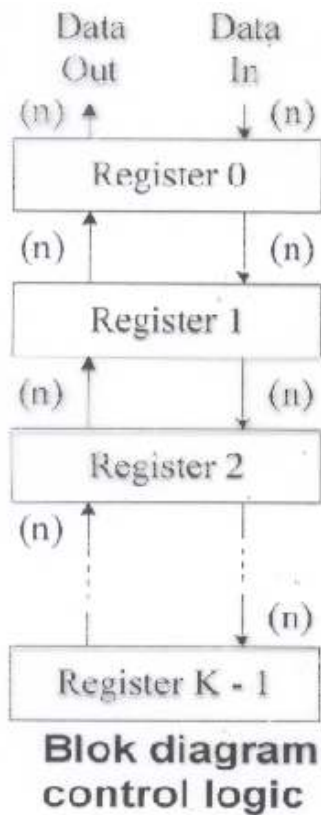 Data Data
Out In
(n) (n)
Register 0
(n) (n)
Register 1
(n) (n)
Register 2
(n)
(n)
Register K - 1
Blok diagram
control logic